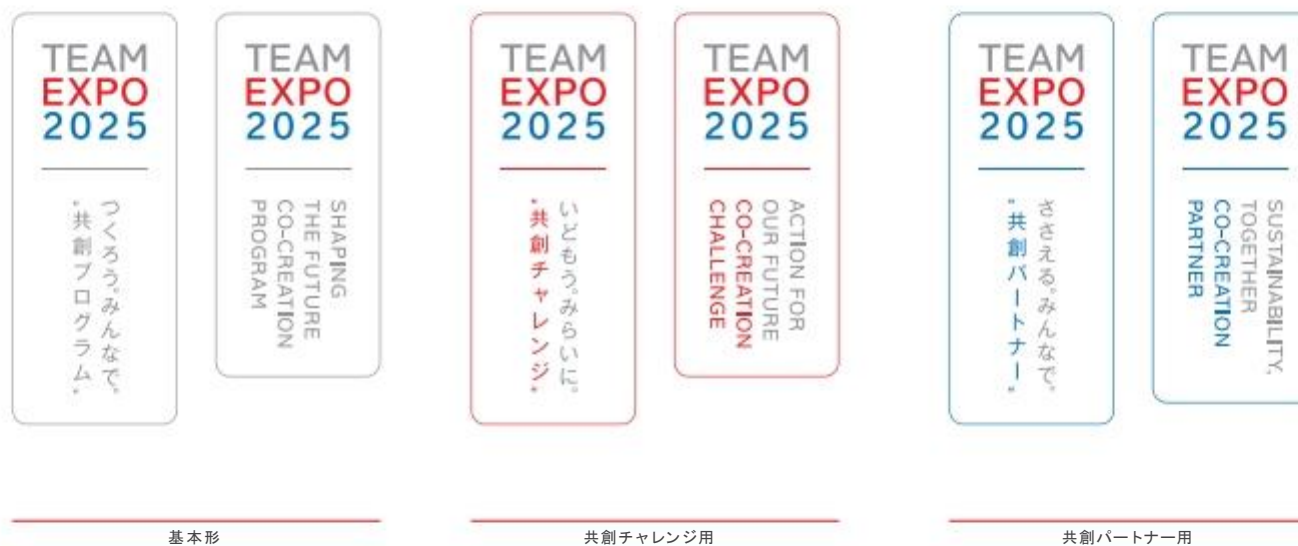 TEAM
EXPO
2025
つくろう。みんなで。
“共創プログラム”
TEAM
EXPO
2025
SHAPING
THE FUTURE
CO-CREATION
PROGRAM
TEAM
EXPO
2025
いどもう。みらいに。
“共創チャレンジ”
TEAM
EXPO
2025
ACTION FOR
OUR FUTURE
CO-CREATION
CHALLENGE
TEAM
EXPO
2025
ささえる。みんなで。
“共創パートナー”
TEAM
EXPO
2025
SUSTAINABILITY,
TOGETHER
CO-CREATION
PARTNER
基本形
共創チャレンジ用
共創パートナー用